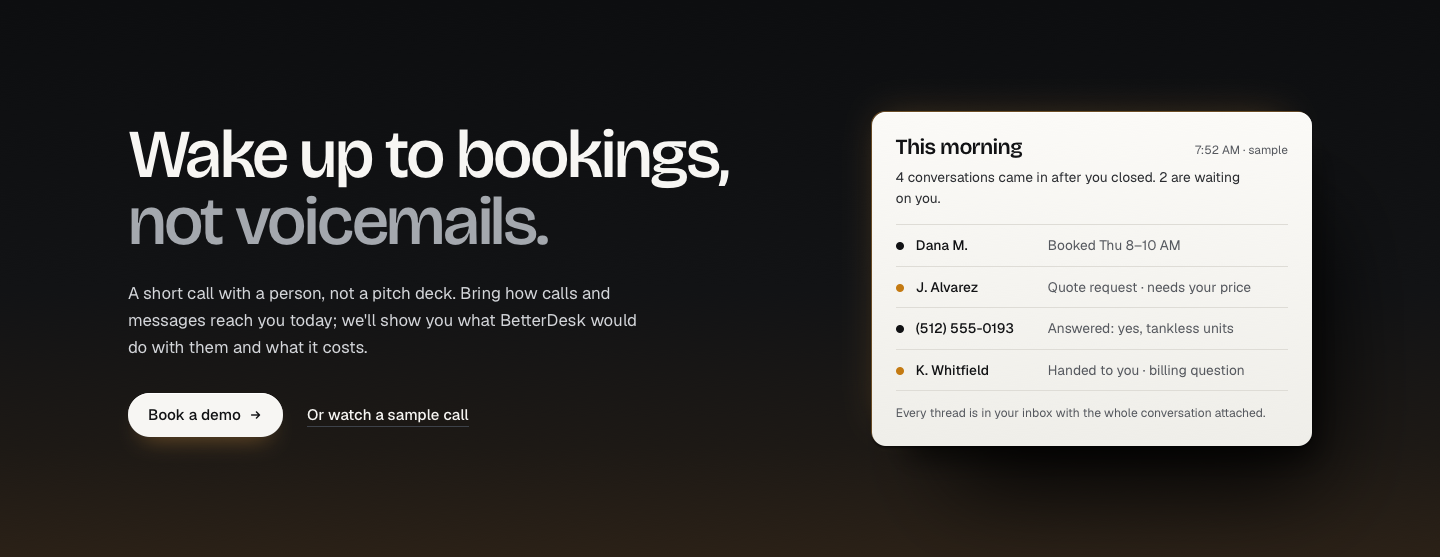 Wake up to bookings,
not voicemails.
A short call with a person, not a pitch deck. Bring how calls and
messages reach you today; we'll show you what BetterDesk would
do with them and what it costs.
Book a demo →
Or watch a sample call
This morning
7:52 AM · sample
4 conversations came in after you closed. 2 are waiting
on you.
Dana M. Booked Thu 8–10 AM
J. Alvarez Quote request · needs your price
(512) 555-0193 Answered: yes, tankless units
K. Whitfield Handed to you · billing question
Every thread is in your inbox with the whole conversation attached.